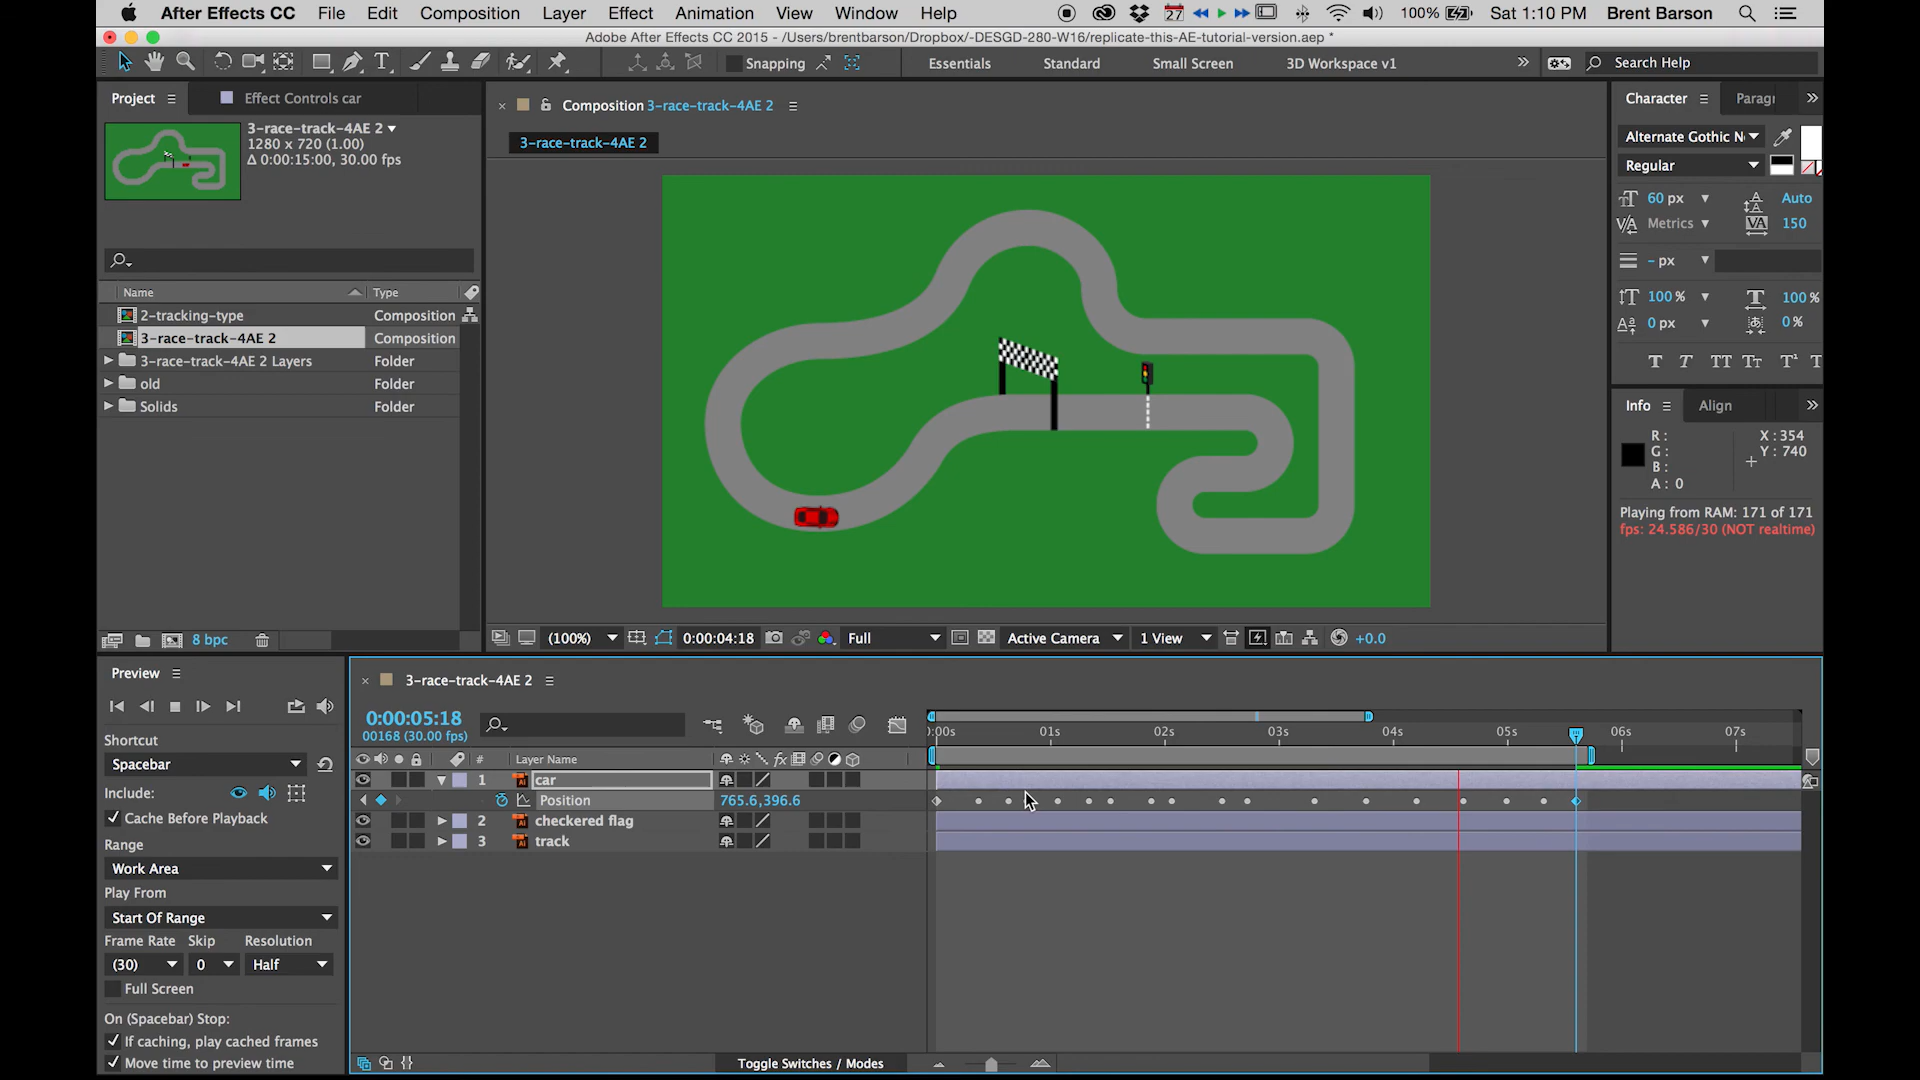 After Effects CC File Edit Composition Layer Effect Animation View Window Help 27 100% Sat 1:10 PM Brent Barson
Adobe After Effects CC 2015 - /Users/brentbarson/Dropbox/-DESGD-280-W16/replicate-this-AE-tutorial-version.aep *
T Snapping Essentials Standard Small Screen 3D Workspace v1 Search Help
Project Effect Controls car
3-race-track-4AE 2
1280 x 720 (1.00)
Δ 0:00:15:00, 30.00 fps
Name Type
2-tracking-type Composition
3-race-track-4AE 2 Composition
3-race-track-4AE 2 Layers Folder
old Folder
Solids Folder
8 bpc
Composition 3-race-track-4AE 2
3-race-track-4AE 2
(100%) 0:00:04:18 Full Active Camera 1 View +0.0
Character Paragr
Alternate Gothic N
Regular
60 px Auto
Metrics 150
- px
100 % 100 %
0 px 0 %
T T TT Tт T¹ T
Info Align
R:
G:
B:
A: 0
X: 354
Y: 740
Playing from RAM: 171 of 171
fps: 24.586/30 (NOT realtime)
Preview
Shortcut
Spacebar
Include:
Cache Before Playback
Range
Work Area
Play From
Start Of Range
Frame Rate Skip Resolution
(30) 0 Half
Full Screen
On (Spacebar) Stop:
If caching, play cached frames
Move time to preview time
3-race-track-4AE 2
0:00:05:18
00168 (30.00 fps)
# Layer Name fx
1 car
Position 765.6,396.6
2 checkered flag
3 track
Toggle Switches / Modes
):00s 01s 02s 03s 04s 05s 06s 07s